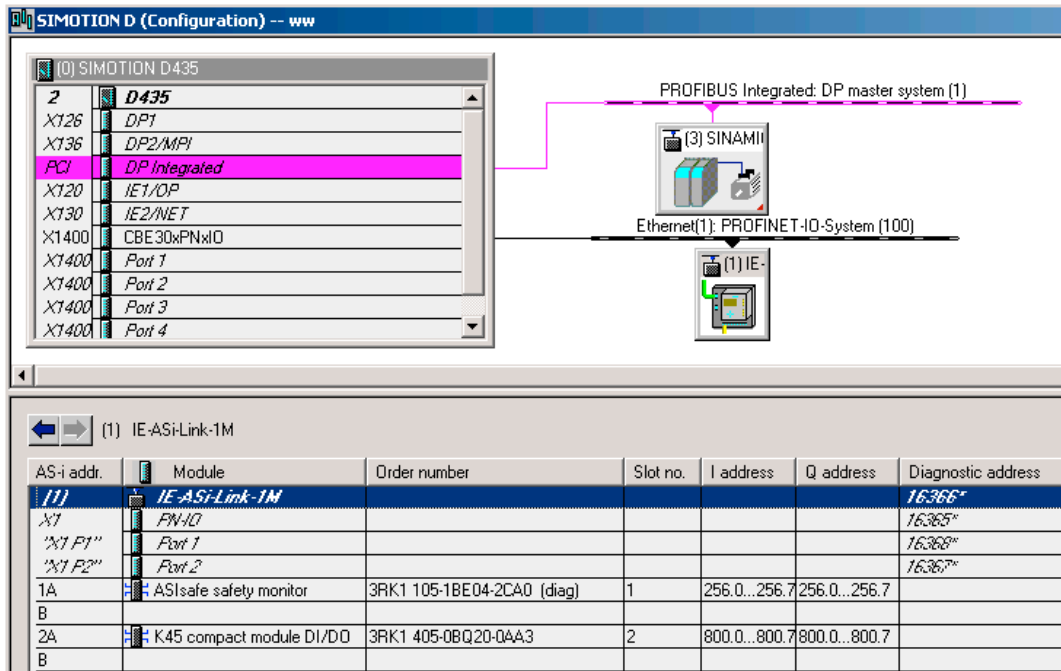 SIMOTION D (Configuration) -- ww
(0) SIMOTION D435
2 D435
X126 DP1
X136 DP2/MPI
PCI DP Integrated
X120 IE1/OP
X130 IE2/NET
X1400 CBE30xPNxIO
X1400 Port 1
X1400 Port 2
X1400 Port 3
X1400 Port 4
PROFIBUS Integrated: DP master system (1)
(3) SINAMI
Ethernet(1): PROFINET-IO-System (100)
(1) IE-
(1) IE-ASi-Link-1M
AS-i addr. Module Order number Slot no. I address Q address Diagnostic address
(1) IE-ASi-Link-1M 16366*
X1 PN-IO 16365*
"X1 P1" Port 1 16368*
"X1 P2" Port 2 16367*
1A ASIsafe safety monitor 3RK1 105-1BE04-2CA0 (diag) 1 256.0...256.7 256.0...256.7
B
2A K45 compact module DI/DO 3RK1 405-0BQ20-0AA3 2 800.0...800.7 800.0...800.7
B